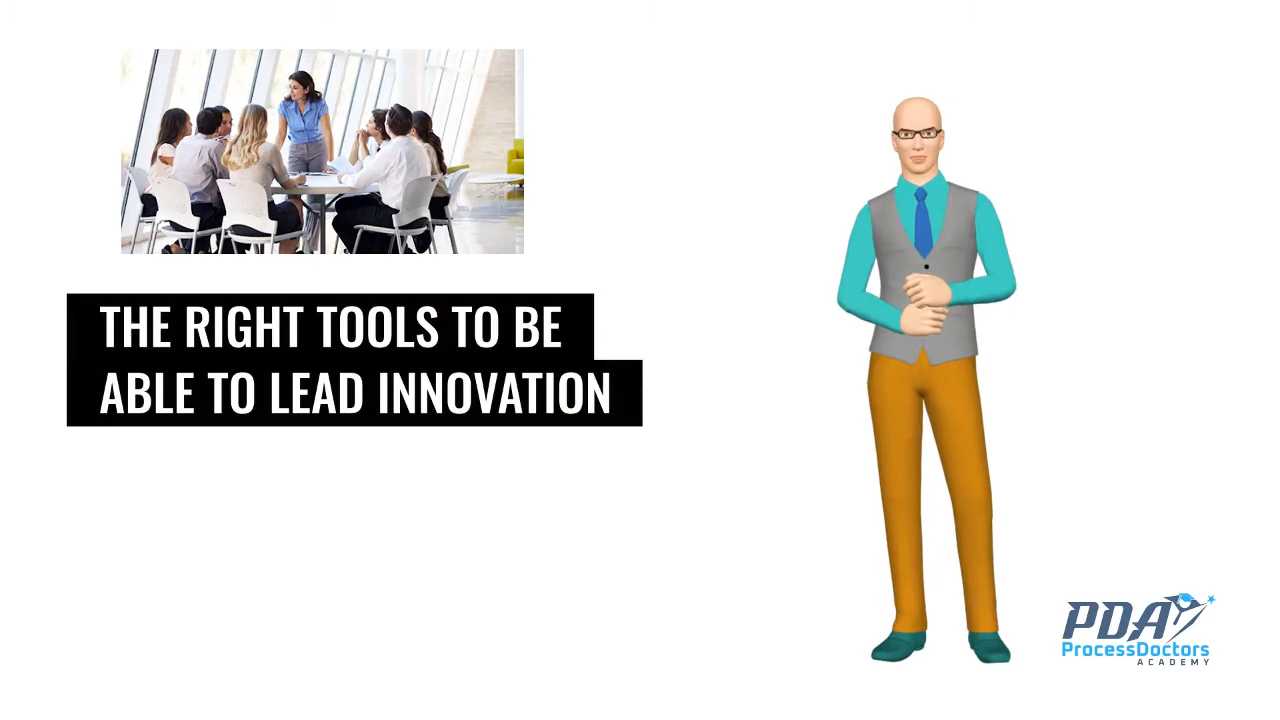 THE RIGHT TOOLS TO BE
ABLE TO LEAD INNOVATION
PDA
ProcessDoctors
ACADEMY